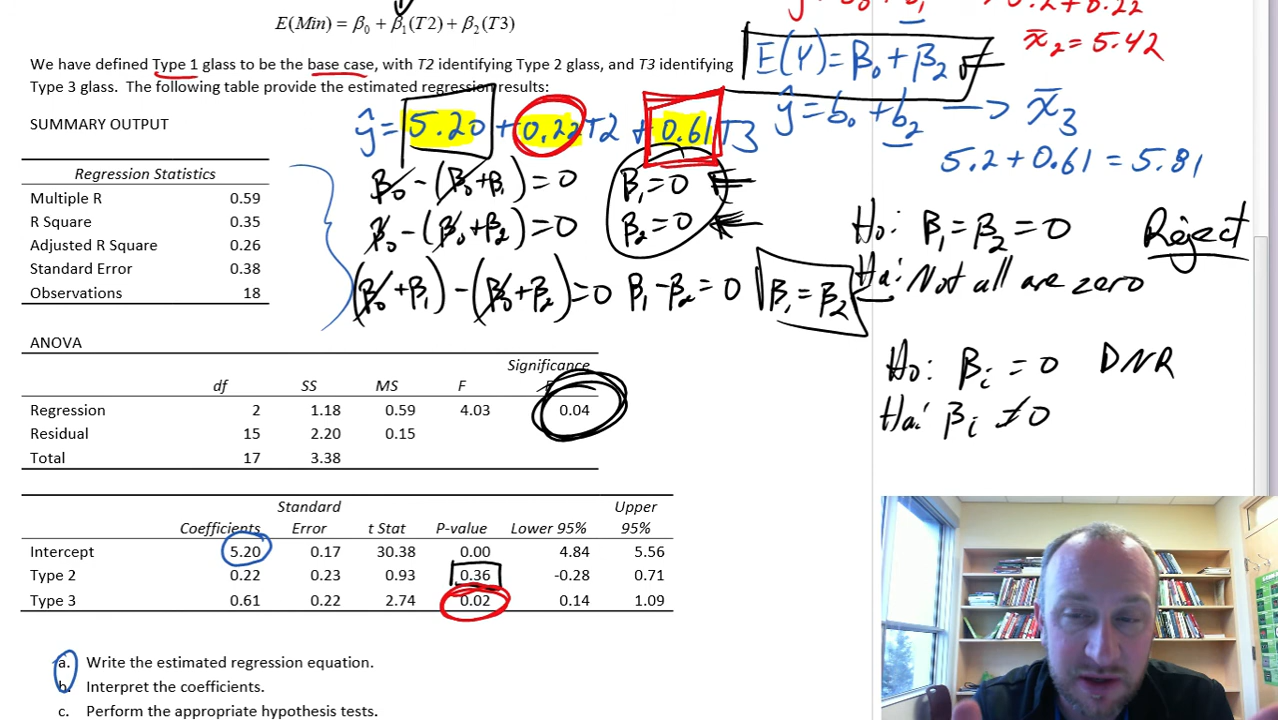 E(Min) = β0 + β1(T2) + β2(T3)
→ 5.2 + 0.22
x̄2 = 5.42
E(Y) = β0 + β2
We have defined Type 1 glass to be the base case, with T2 identifying Type 2 glass, and T3 identifying
Type 3 glass. The following table provide the estimated regression results:
ŷ = b0 + b2 → x̄3
SUMMARY OUTPUT
ŷ = 5.20 + 0.22T2 + 0.61T3
5.2 + 0.61 = 5.81
Regression Statistics
Multiple R 0.59
R Square 0.35
Adjusted R Square 0.26
Standard Error 0.38
Observations 18
β0 - (β0 + β1) = 0 β1 = 0
β0 - (β0 + β2) = 0 β2 = 0
(β0 + β1) - (β0 + β2) = 0 β1 - β2 = 0 β1 = β2
Ho: β1 = β2 = 0 Reject
Ha: Not all are zero
Ho: βi = 0 DNR
Ha: βi ≠ 0
ANOVA
Significance
df SS MS F
Regression 2 1.18 0.59 4.03 0.04
Residual 15 2.20 0.15
Total 17 3.38
Standard Upper
Coefficients Error t Stat P-value Lower 95% 95%
Intercept 5.20 0.17 30.38 0.00 4.84 5.56
Type 2 0.22 0.23 0.93 0.36 -0.28 0.71
Type 3 0.61 0.22 2.74 0.02 0.14 1.09
a. Write the estimated regression equation.
b. Interpret the coefficients.
c. Perform the appropriate hypothesis tests.